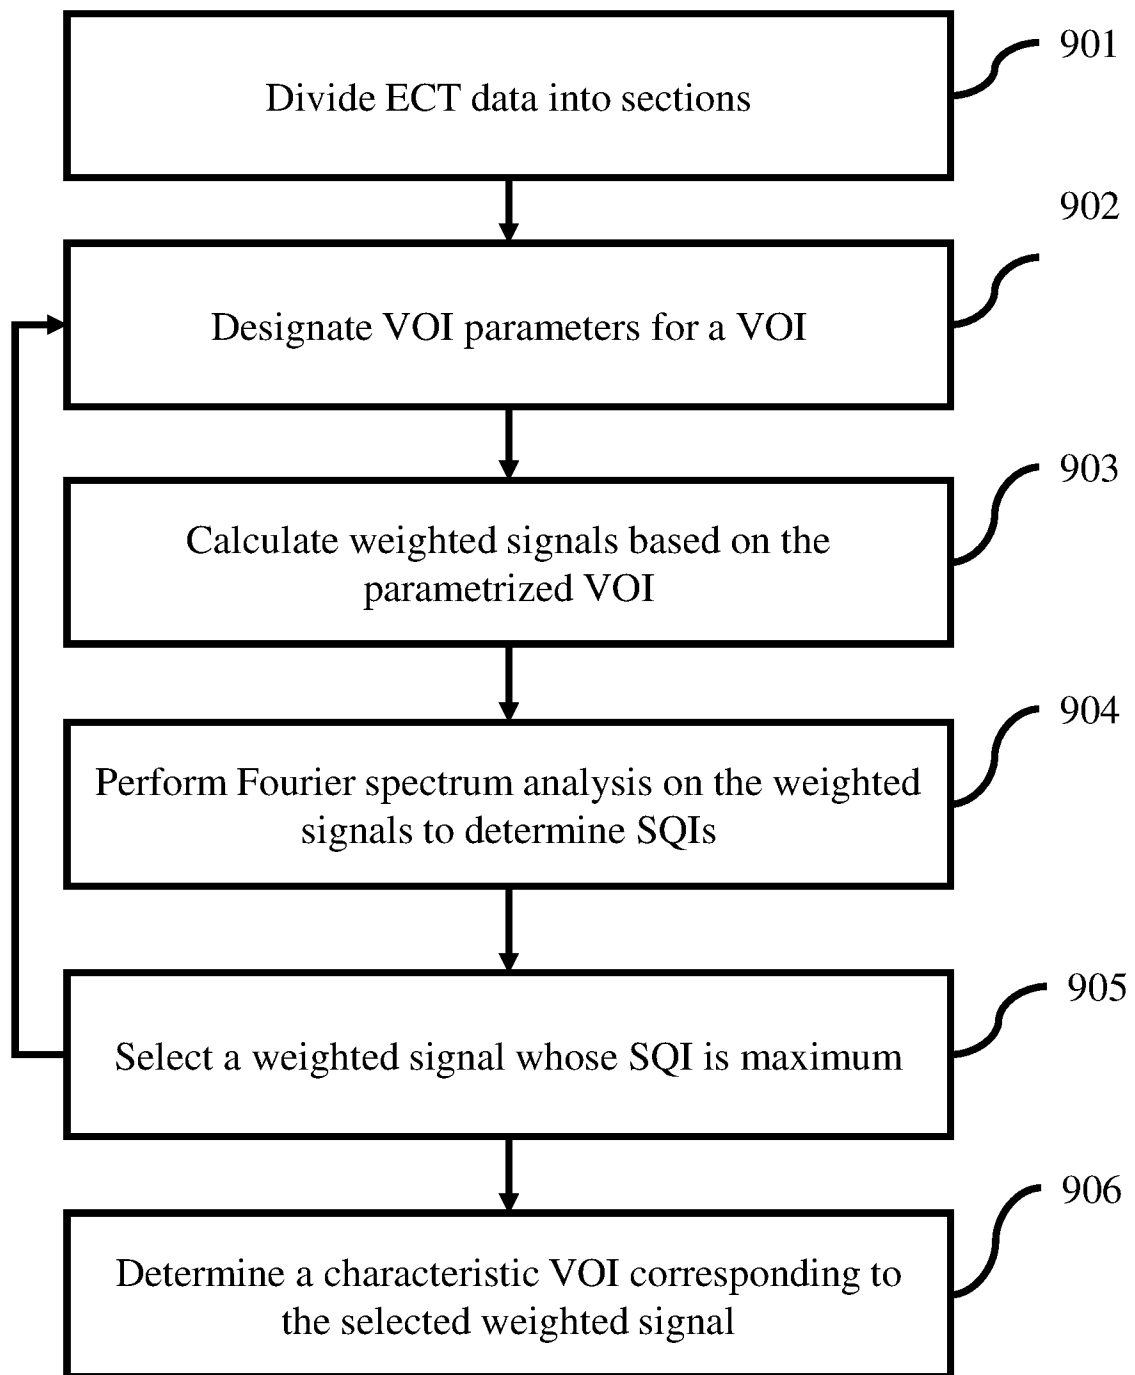 901
Divide ECT data into sections
902
Designate VOI parameters for a VOI
903
Calculate weighted signals based on the
parametrized VOI
904
Perform Fourier spectrum analysis on the weighted
signals to determine SQIs
905
Select a weighted signal whose SQI is maximum
906
Determine a characteristic VOI corresponding to
the selected weighted signal